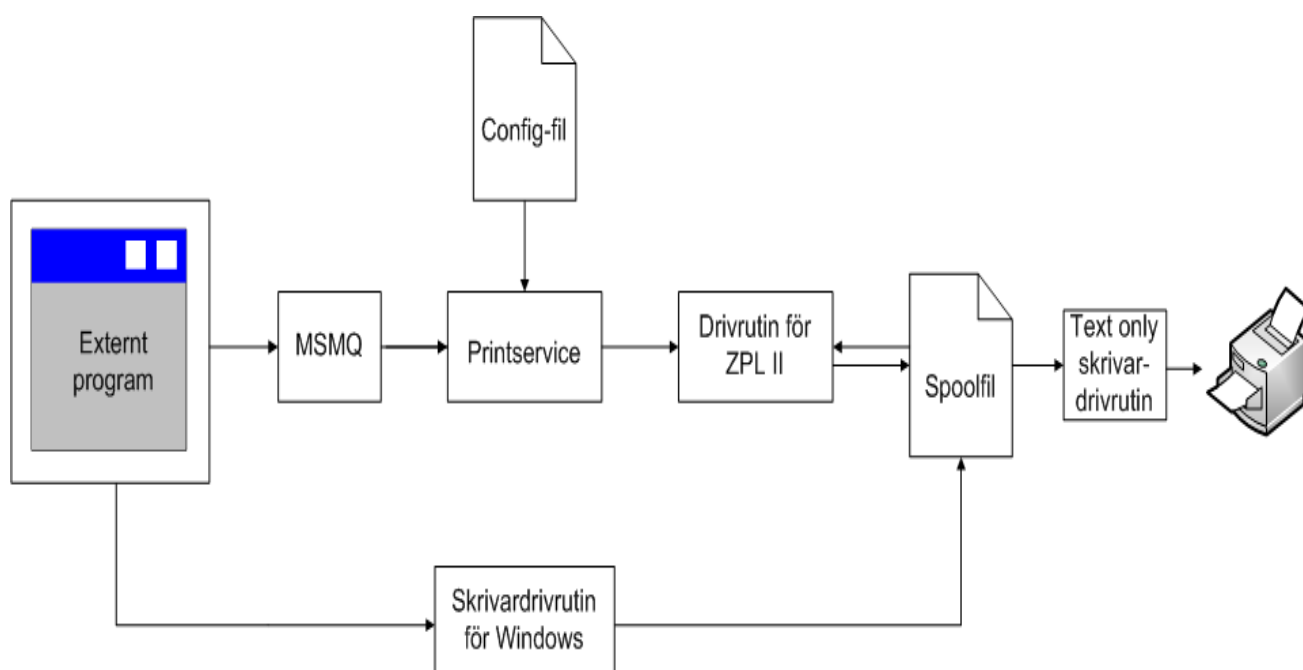 Config-fil
Externt
program
MSMQ
Printservice
Drivrutin för
ZPL II
Spoolfil
Text only
skrivar-
drivrutin
Skrivardrivrutin
för Windows